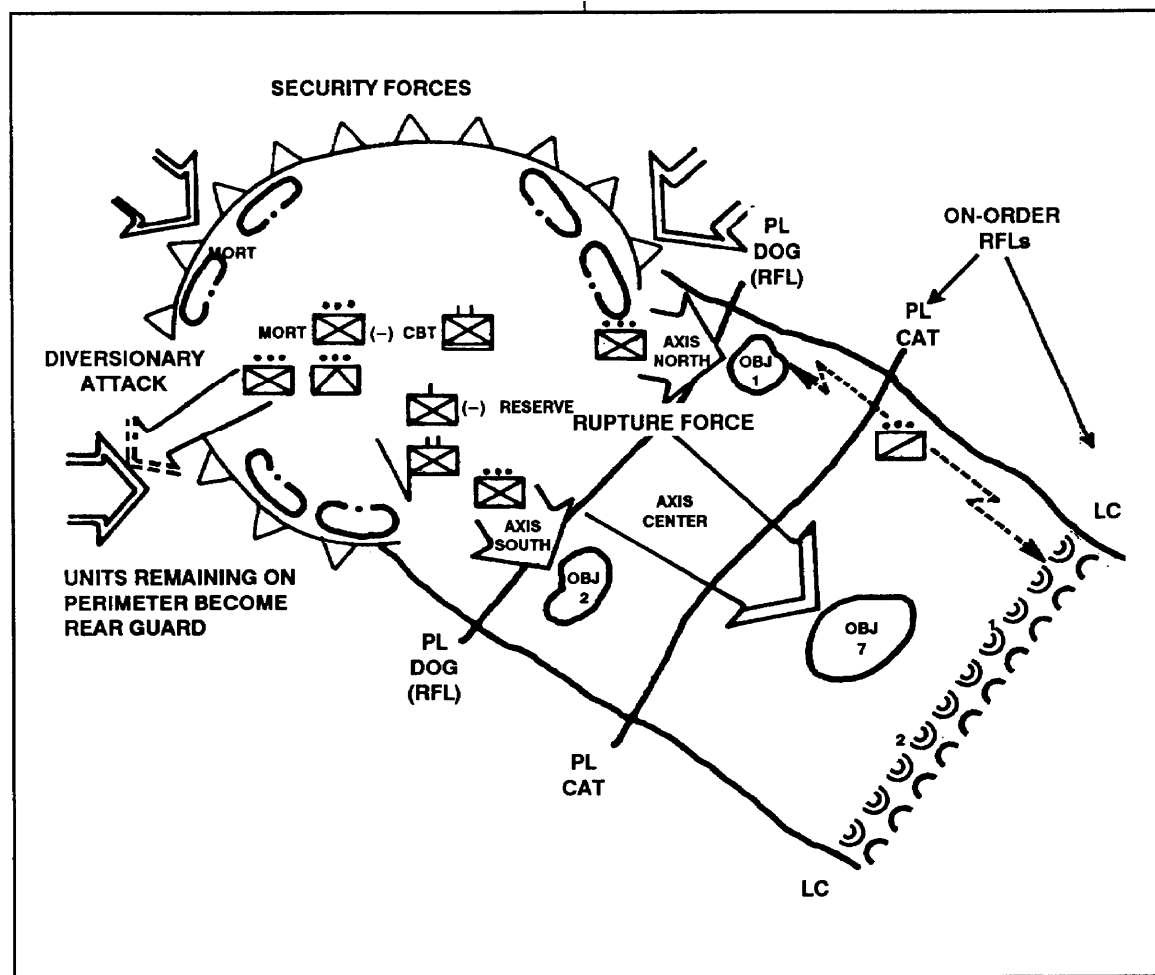 SECURITY FORCES
ON-ORDER
RFLs
PL
DOG
(RFL)
MORT
PL
CAT
MORT (–) CBT
DIVERSIONARY
ATTACK
AXIS
NORTH
OBJ
1
(–) RESERVE
RUPTURE FORCE
AXIS
CENTER
LC
AXIS
SOUTH
UNITS REMAINING ON
PERIMETER BECOME
REAR GUARD
OBJ
2
OBJ
7
1
PL
DOG
(RFL)
2
PL
CAT
LC